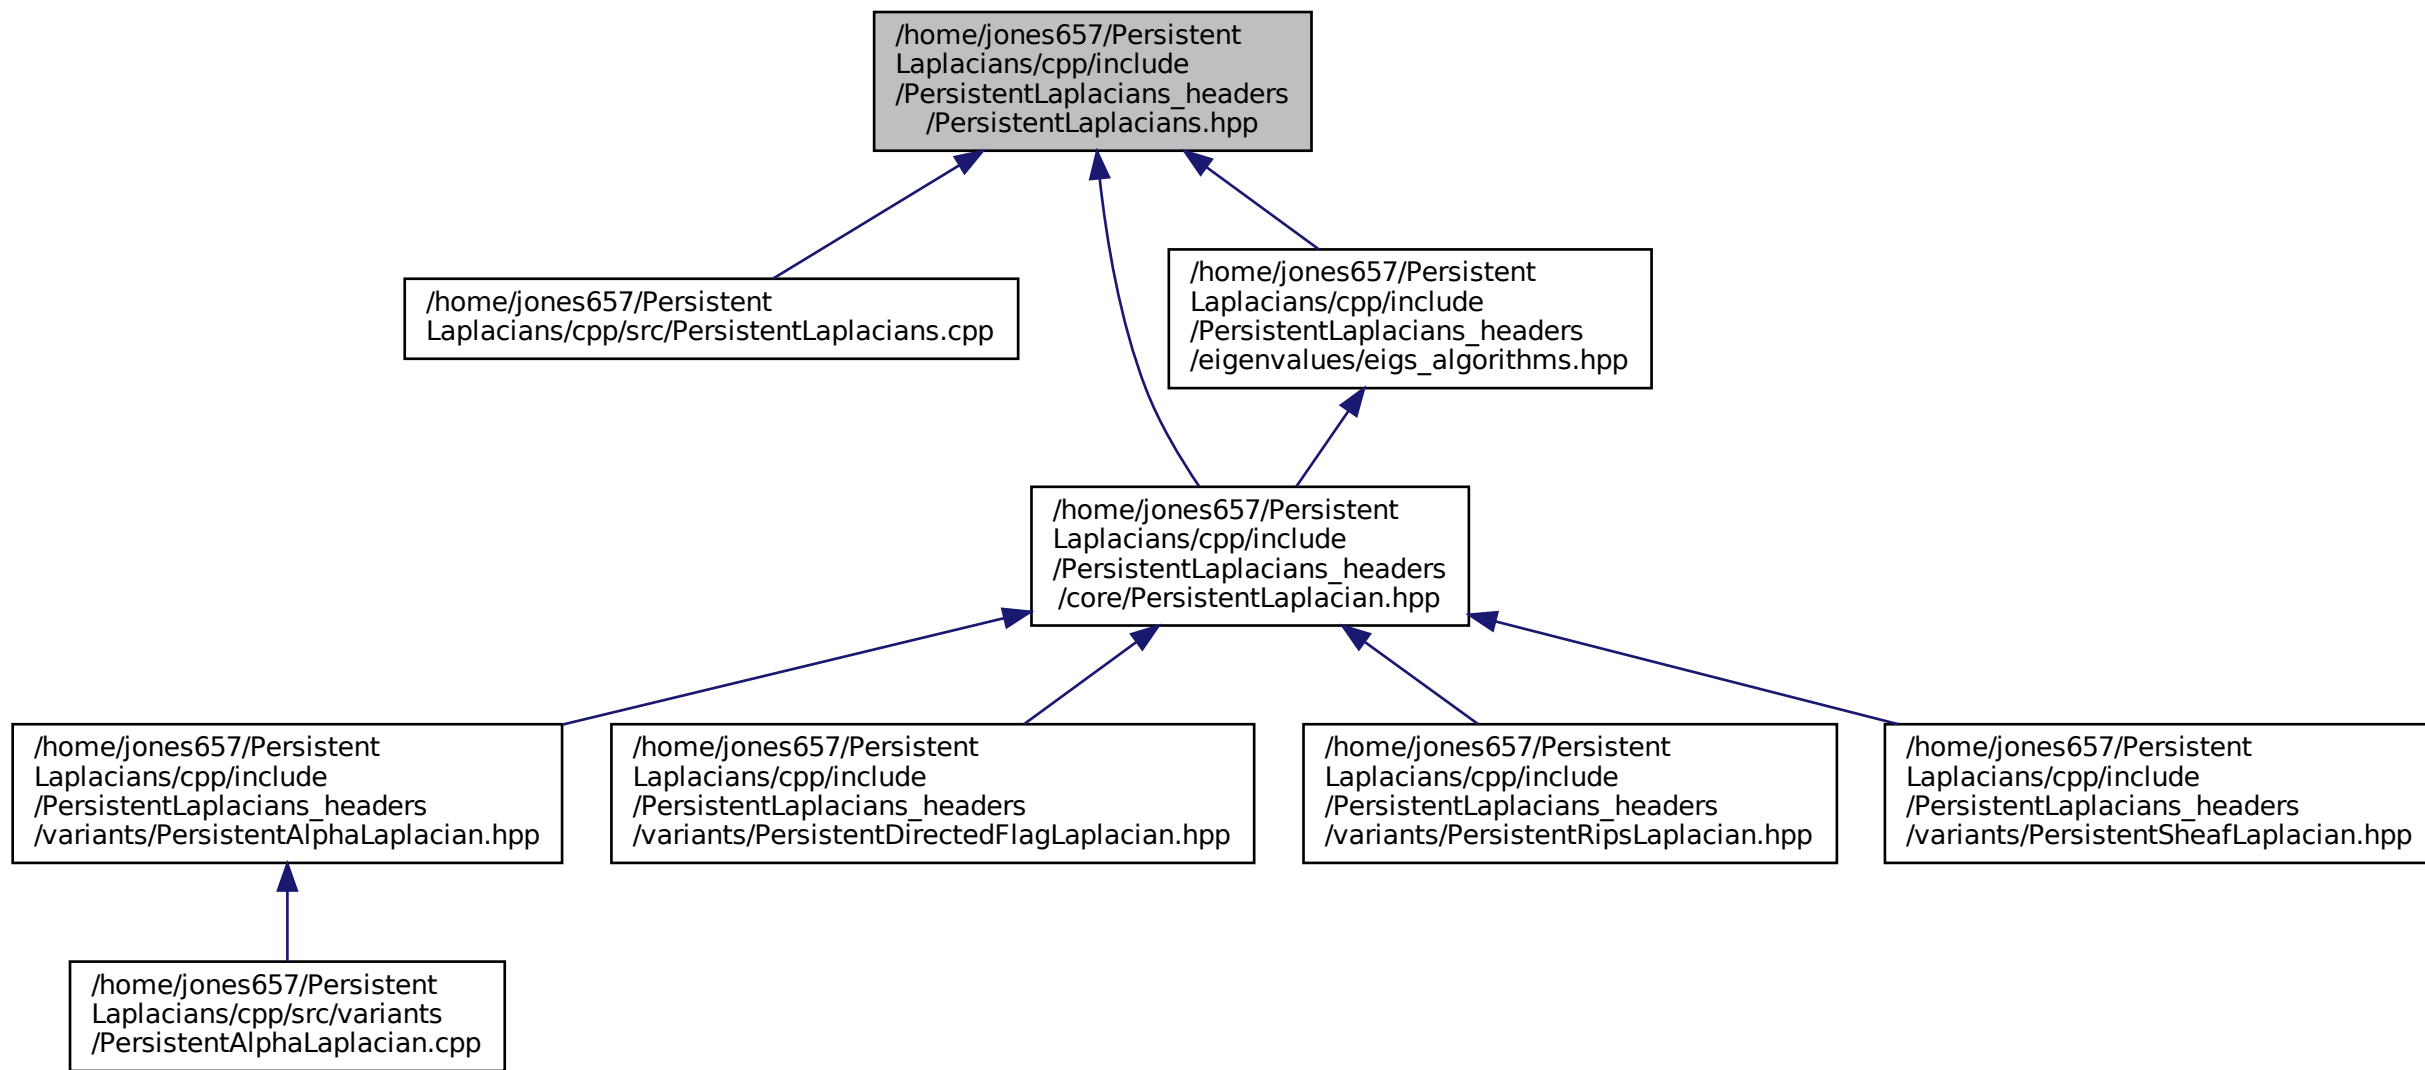 /home/jones657/Persistent
Laplacians/cpp/include
/PersistentLaplacians_headers
/PersistentLaplacians.hpp
/home/jones657/Persistent
Laplacians/cpp/src/PersistentLaplacians.cpp
/home/jones657/Persistent
Laplacians/cpp/include
/PersistentLaplacians_headers
/eigenvalues/eigs_algorithms.hpp
/home/jones657/Persistent
Laplacians/cpp/include
/PersistentLaplacians_headers
/core/PersistentLaplacian.hpp
/home/jones657/Persistent
Laplacians/cpp/include
/PersistentLaplacians_headers
/variants/PersistentAlphaLaplacian.hpp
/home/jones657/Persistent
Laplacians/cpp/include
/PersistentLaplacians_headers
/variants/PersistentDirectedFlagLaplacian.hpp
/home/jones657/Persistent
Laplacians/cpp/include
/PersistentLaplacians_headers
/variants/PersistentRipsLaplacian.hpp
/home/jones657/Persistent
Laplacians/cpp/include
/PersistentLaplacians_headers
/variants/PersistentSheafLaplacian.hpp
/home/jones657/Persistent
Laplacians/cpp/src/variants
/PersistentAlphaLaplacian.cpp